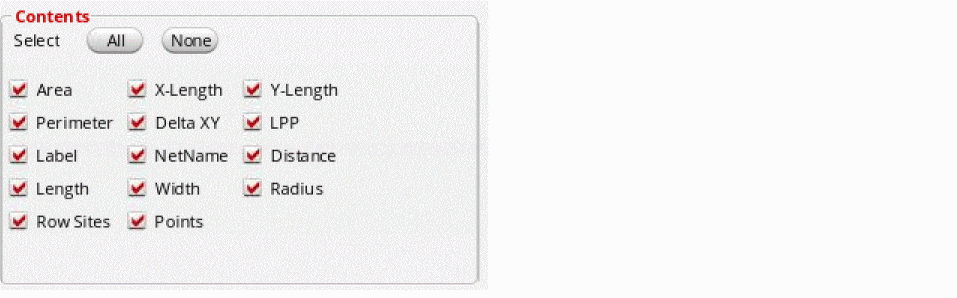 Contents
Select All None
Area X-Length Y-Length
Perimeter Delta XY LPP
Label NetName Distance
Length Width Radius
Row Sites Points